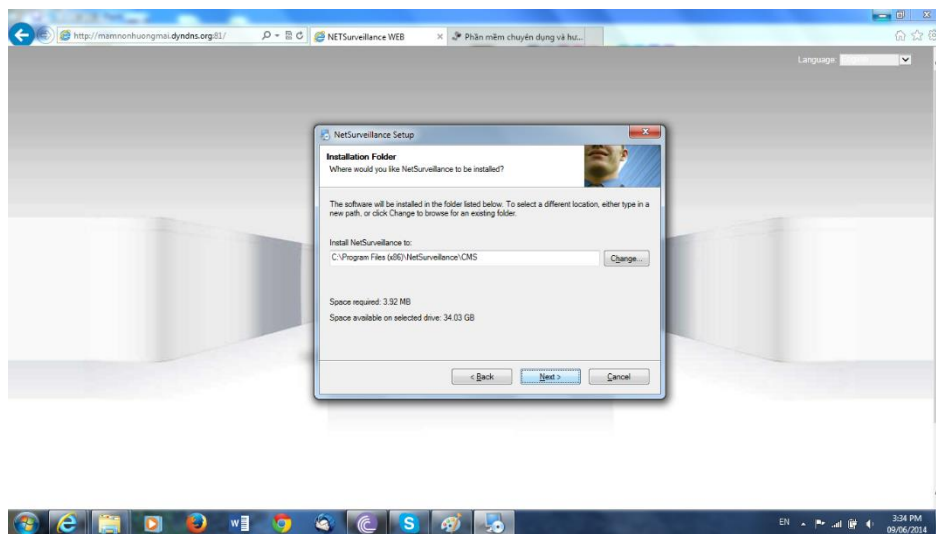 http://mamnonhuongmai.dyndns.org:81/
NETSurveillance WEB
Phần mềm chuyên dụng và hư...
Language:
NetSurveillance Setup
Installation Folder
Where would you like NetSurveillance to be installed?
The software will be installed in the folder listed below. To select a different location, either type in a
new path, or click Change to browse for an existing folder.
Install NetSurveillance to:
C:\Program Files (x86)\NetSurveillance\CMS
Change...
Space required: 3.92 MB
Space available on selected drive: 34.03 GB
< Back
Next >
Cancel
EN
3:34 PM
09/06/2014